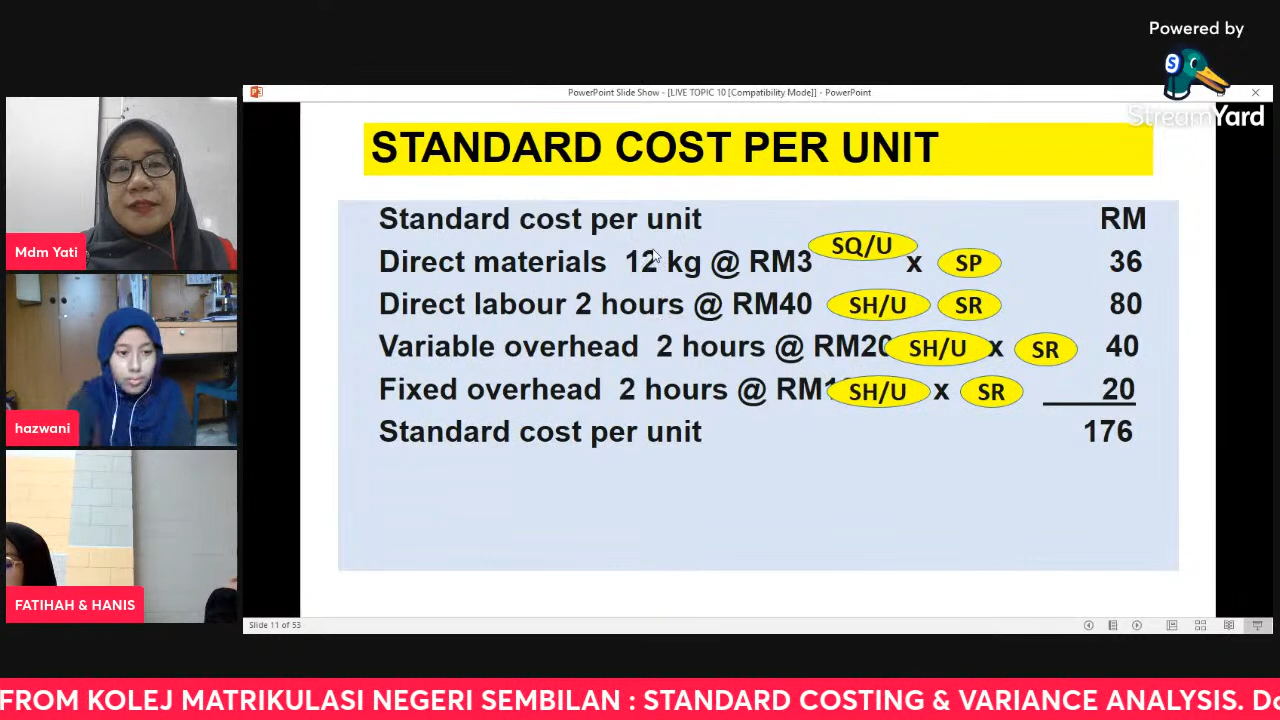 Powered by
StreamYard
PowerPoint Slide Show - [LIVE TOPIC 10 [Compatibility Mode]] - PowerPoint
STANDARD COST PER UNIT
Standard cost per unit RM
Direct materials 12 kg @ RM3 SQ/U x SP 36
Direct labour 2 hours @ RM40 SH/U SR 80
Variable overhead 2 hours @ RM20 SH/U x SR 40
Fixed overhead 2 hours @ RM1 SH/U x SR 20
Standard cost per unit 176
Slide 11 of 53
Mdm Yati
hazwani
FATIHAH & HANIS
FROM KOLEJ MATRIKULASI NEGERI SEMBILAN : STANDARD COSTING & VARIANCE ANALYSIS. Do